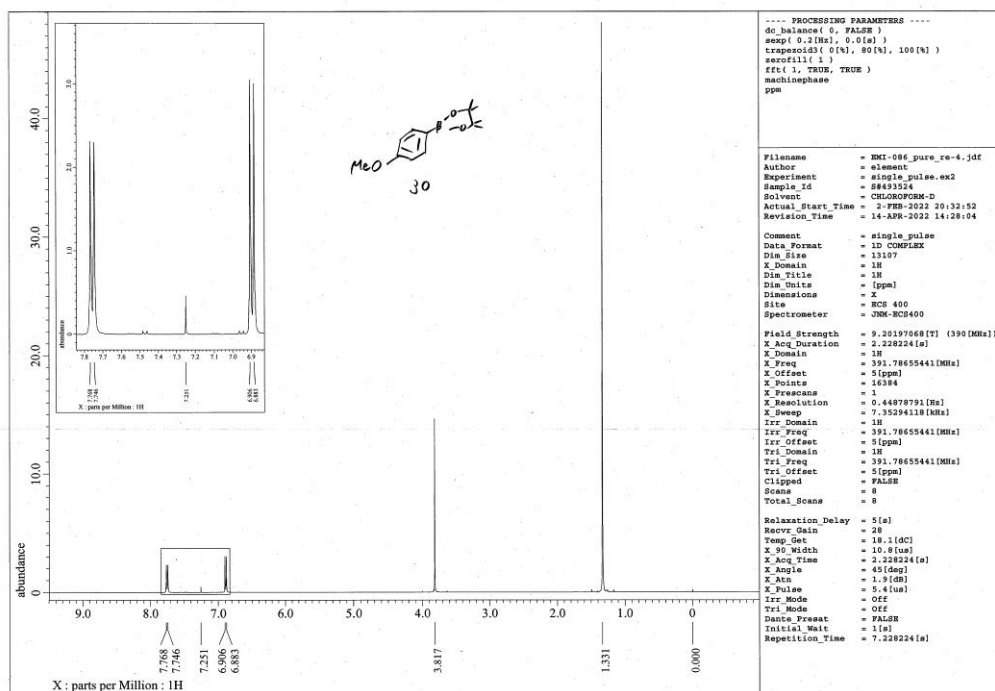 ---- PROCESSING PARAMETERS ----
dc_balance( 0, FALSE )
sexp( 0.2[Hz], 0.0[s] )
trapezoid3( 0[%], 80[%], 100[%] )
zerofill( 1 )
fft( 1, TRUE, TRUE )
machinephase
ppm
Filename = EMI-086_pure_re-4.jdf
Author = element
Experiment = single_pulse.ex2
Sample_Id = S#493524
Solvent = CHLOROFORM-D
Actual_Start_Time = 2-FEB-2022 20:32:52
Revision_Time = 14-APR-2022 14:28:04
Comment = single_pulse
Data_Format = 1D COMPLEX
Dim_Size = 13107
X_Domain = 1H
Dim_Title = 1H
Dim_Units = [ppm]
Dimensions = X
Site = ECS 400
Spectrometer = JNM-ECS400
Field_Strength = 9.20197068[T] (390[MHz])
X_Acq_Duration = 2.228224[s]
X_Domain = 1H
X_Freq = 391.78655441[MHz]
X_Offset = 5[ppm]
X_Points = 16384
X_Prescans = 1
X_Resolution = 0.44878791[Hz]
X_Sweep = 7.35294118[kHz]
Irr_Domain = 1H
Irr_Freq = 391.78655441[MHz]
Irr_Offset = 5[ppm]
Tri_Domain = 1H
Tri_Freq = 391.78655441[MHz]
Tri_Offset = 5[ppm]
Clipped = FALSE
Scans = 8
Total_Scans = 8
Relaxation_Delay = 5[s]
Recvr_Gain = 28
Temp_Get = 18.1[dC]
X_90_Width = 10.8[us]
X_Acq_Time = 2.228224[s]
X_Angle = 45[deg]
X_Atn = 1.9[dB]
X_Pulse = 5.4[us]
Irr_Mode = Off
Tri_Mode = Off
Dante_Presat = FALSE
Initial_Wait = 1[s]
Repetition_Time = 7.228224[s]
MeO
B
O
O
30
3.0
2.0
1.0
0
abundance
7.8 7.7 7.6 7.5 7.4 7.3 7.2 7.1 7.0 6.9
7.768
7.746
7.251
6.906
6.883
X : parts per Million : 1H
40.0
30.0
20.0
10.0
0
abundance
9.0 8.0 7.0 6.0 5.0 4.0 3.0 2.0 1.0 0
7.768
7.746
7.251
6.906
6.883
3.817
1.331
0.000
X : parts per Million : 1H